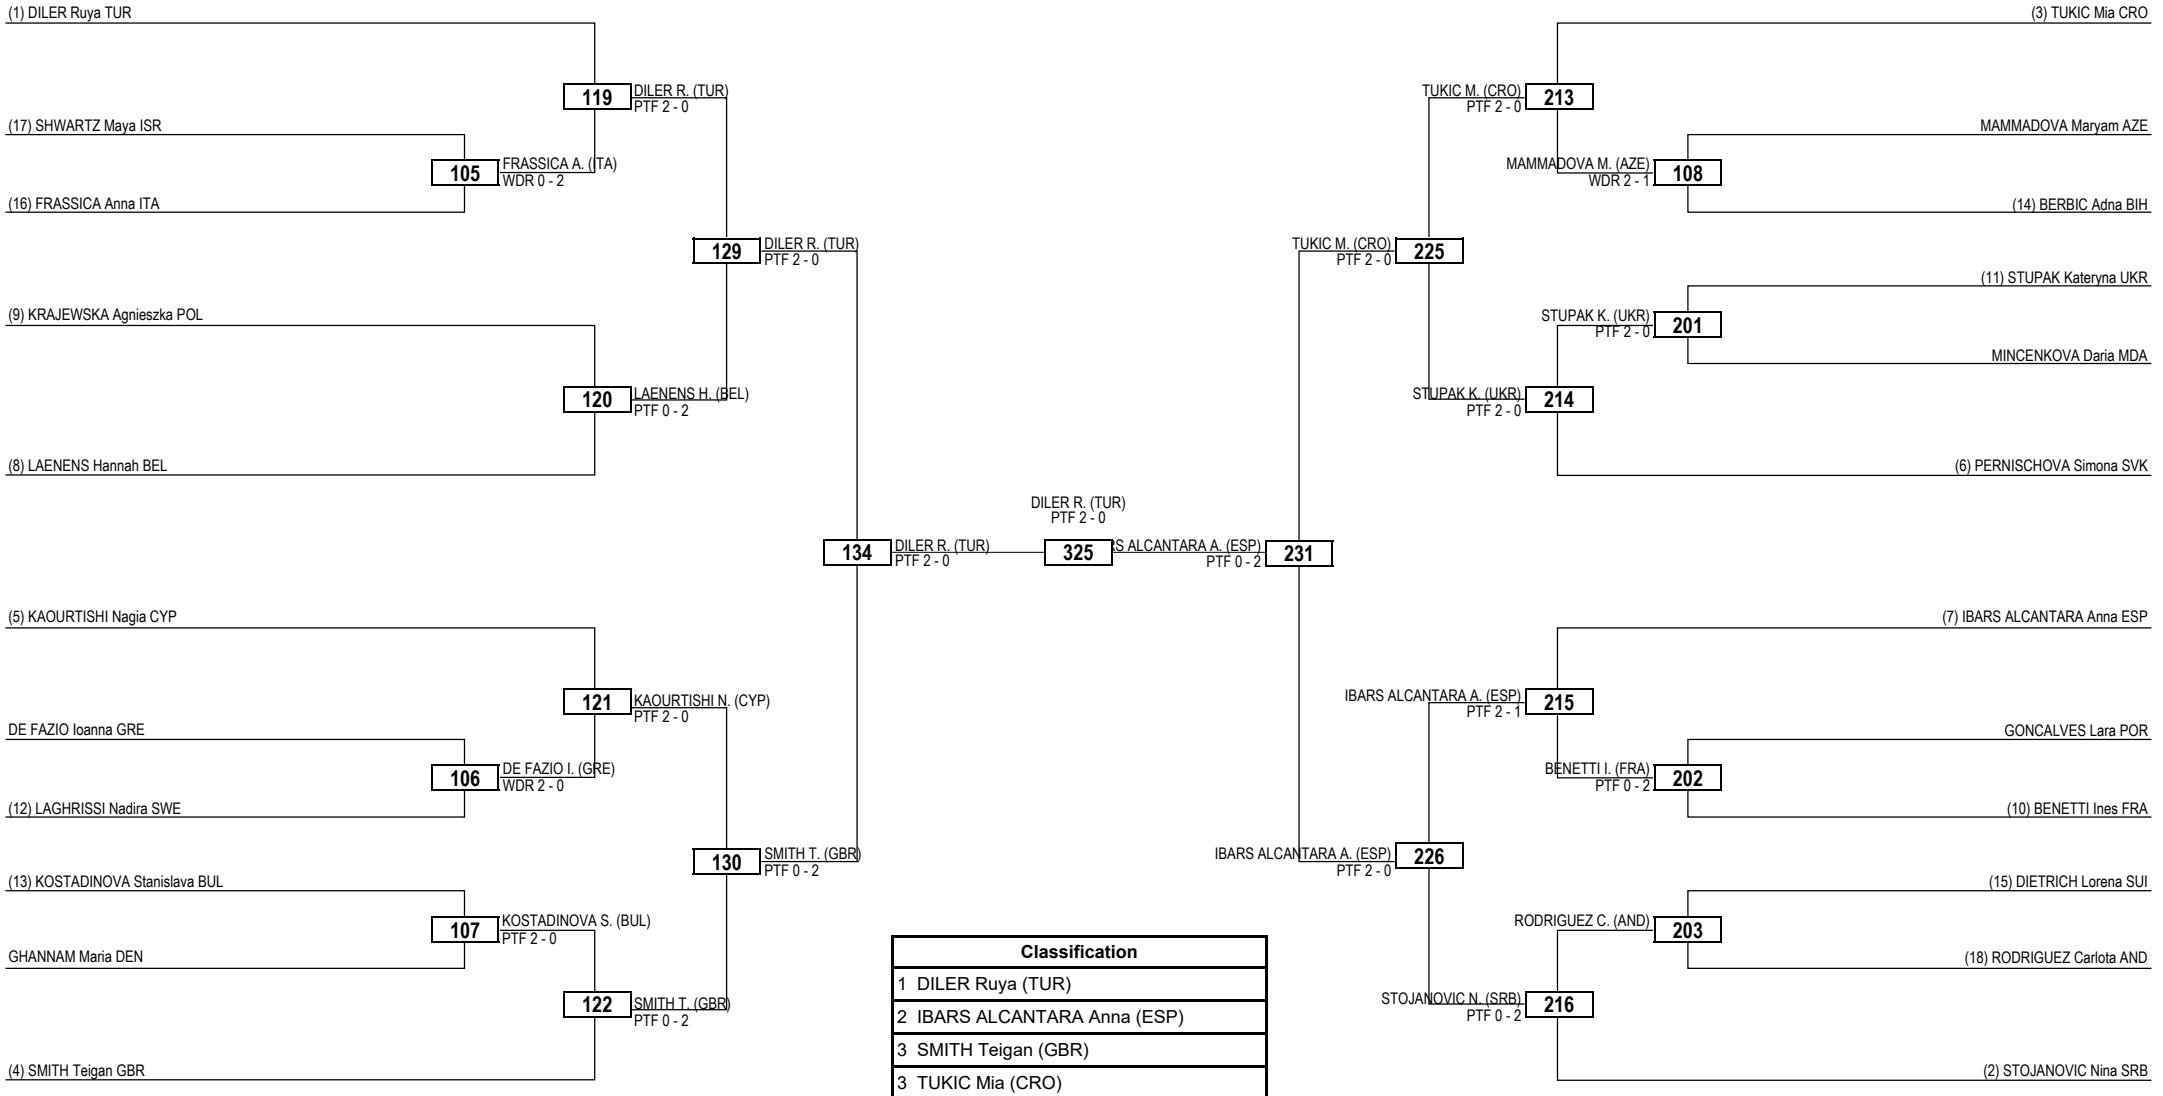 (1) DILER Ruya TUR
(3) TUKIC Mia CRO
119
DILER R. (TUR)
PTF 2 - 0
TUKIC M. (CRO)
PTF 2 - 0
213
(17) SHWARTZ Maya ISR
MAMMADOVA Maryam AZE
105
FRASSICA A. (ITA)
WDR 0 - 2
MAMMADOVA M. (AZE)
WDR 2 - 1
108
(16) FRASSICA Anna ITA
(14) BERBIC Adna BIH
129
DILER R. (TUR)
PTF 2 - 0
TUKIC M. (CRO)
PTF 2 - 0
225
(11) STUPAK Kateryna UKR
(9) KRAJEWSKA Agnieszka POL
STUPAK K. (UKR)
PTF 2 - 0
201
MINCENKOVA Daria MDA
120
LAENENS H. (BEL)
PTF 0 - 2
STUPAK K. (UKR)
PTF 2 - 0
214
(8) LAENENS Hannah BEL
(6) PERNISCHOVA Simona SVK
DILER R. (TUR)
PTF 2 - 0
134
DILER R. (TUR)
PTF 2 - 0
325
RS ALCANTARA A. (ESP)
PTF 0 - 2
231
(5) KAOURTISHI Nagia CYP
(7) IBARS ALCANTARA Anna ESP
121
KAOURTISHI N. (CYP)
PTF 2 - 0
IBARS ALCANTARA A. (ESP)
PTF 2 - 1
215
DE FAZIO Ioanna GRE
GONCALVES Lara POR
106
DE FAZIO I. (GRE)
WDR 2 - 0
BENETTI I. (FRA)
PTF 0 - 2
202
(12) LAGHRISSI Nadira SWE
(10) BENETTI Ines FRA
130
SMITH T. (GBR)
PTF 0 - 2
IBARS ALCANTARA A. (ESP)
PTF 2 - 0
226
(13) KOSTADINOVA Stanislava BUL
(15) DIETRICH Lorena SUI
107
KOSTADINOVA S. (BUL)
PTF 2 - 0
RODRIGUEZ C. (AND)
203
GHANNAM Maria DEN
(18) RODRIGUEZ Carlota AND
122
SMITH T. (GBR)
PTF 0 - 2
STOJANOVIC N. (SRB)
PTF 0 - 2
216
(4) SMITH Teigan GBR
(2) STOJANOVIC Nina SRB
Classification
1 DILER Ruya (TUR)
2 IBARS ALCANTARA Anna (ESP)
3 SMITH Teigan (GBR)
3 TUKIC Mia (CRO)